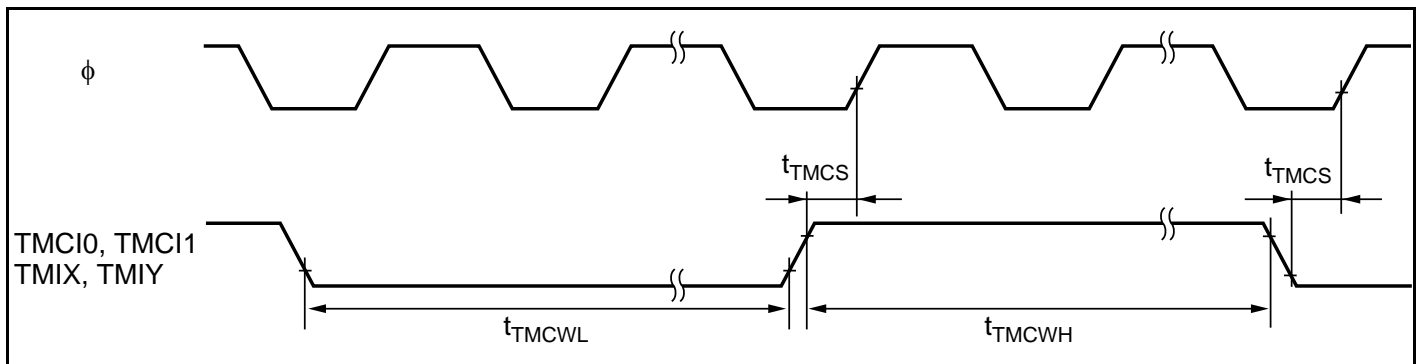 ϕ
tTMCS
tTMCS
TMCI0, TMCI1
TMIX, TMIY
tTMCWL
tTMCWH